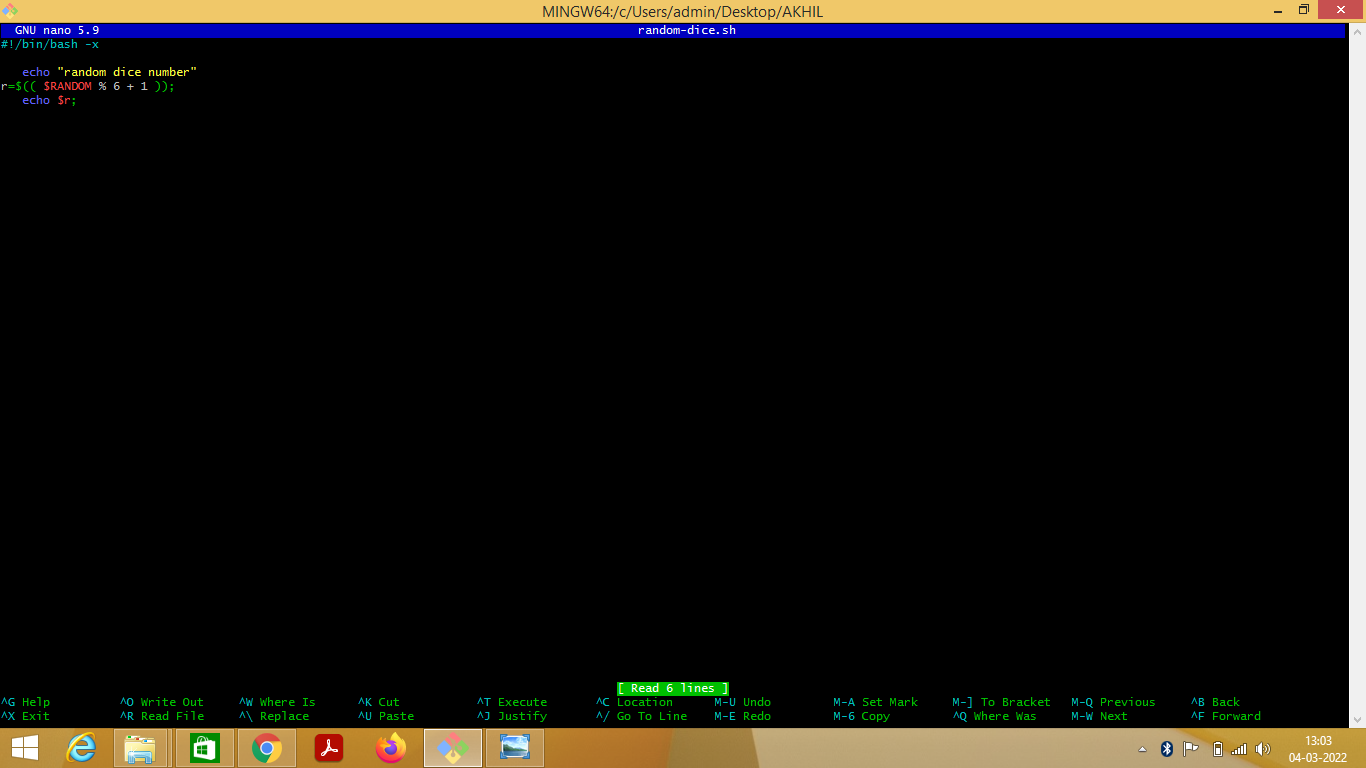 MINGW64:/c/Users/admin/Desktop/AKHIL
GNU nano 5.9 random-dice.sh
#!/bin/bash -x
echo "random dice number"
r=$(( $RANDOM % 6 + 1 ));
echo $r;
[ Read 6 lines ]
^G Help ^O Write Out ^W Where Is ^K Cut ^T Execute ^C Location M-U Undo M-A Set Mark M-] To Bracket M-Q Previous ^B Back
^X Exit ^R Read File ^\ Replace ^U Paste ^J Justify ^/ Go To Line M-E Redo M-6 Copy ^Q Where Was M-W Next ^F Forward
13:03
04-03-2022